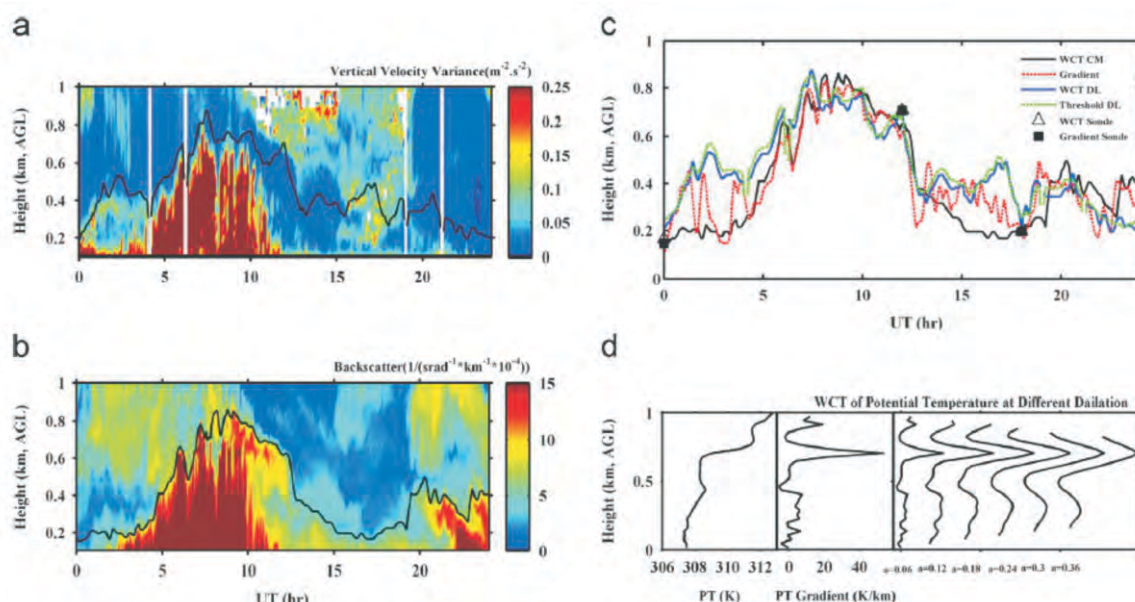 a
Vertical Velocity Variance(m⁻².s⁻²)
Height (km, AGL)
1
0.8
0.6
0.4
0.2
0 5 10 15 20
0.25
0.2
0.15
0.1
0.05
0
b
Backscatter(1/(srad⁻¹*km⁻¹*10⁻⁴))
Height (km, AGL)
1
0.8
0.6
0.4
0.2
0 5 10 15 20
UT (hr)
15
10
5
0
c
Height (km, AGL)
1
0.8
0.6
0.4
0.2
0
0 5 10 15 20
UT (hr)
WCT CM
Gradient
WCT DL
Threshold DL
WCT Sonde
Gradient Sonde
d
WCT of Potential Temperature at Different Dailation
Height (km, AGL)
1
0.5
0
306 308 310 312
PT (K)
0 20 40
PT Gradient (K/km)
a=0.06 a=0.12 a=0.18 a=0.24 a=0.3 a=0.36